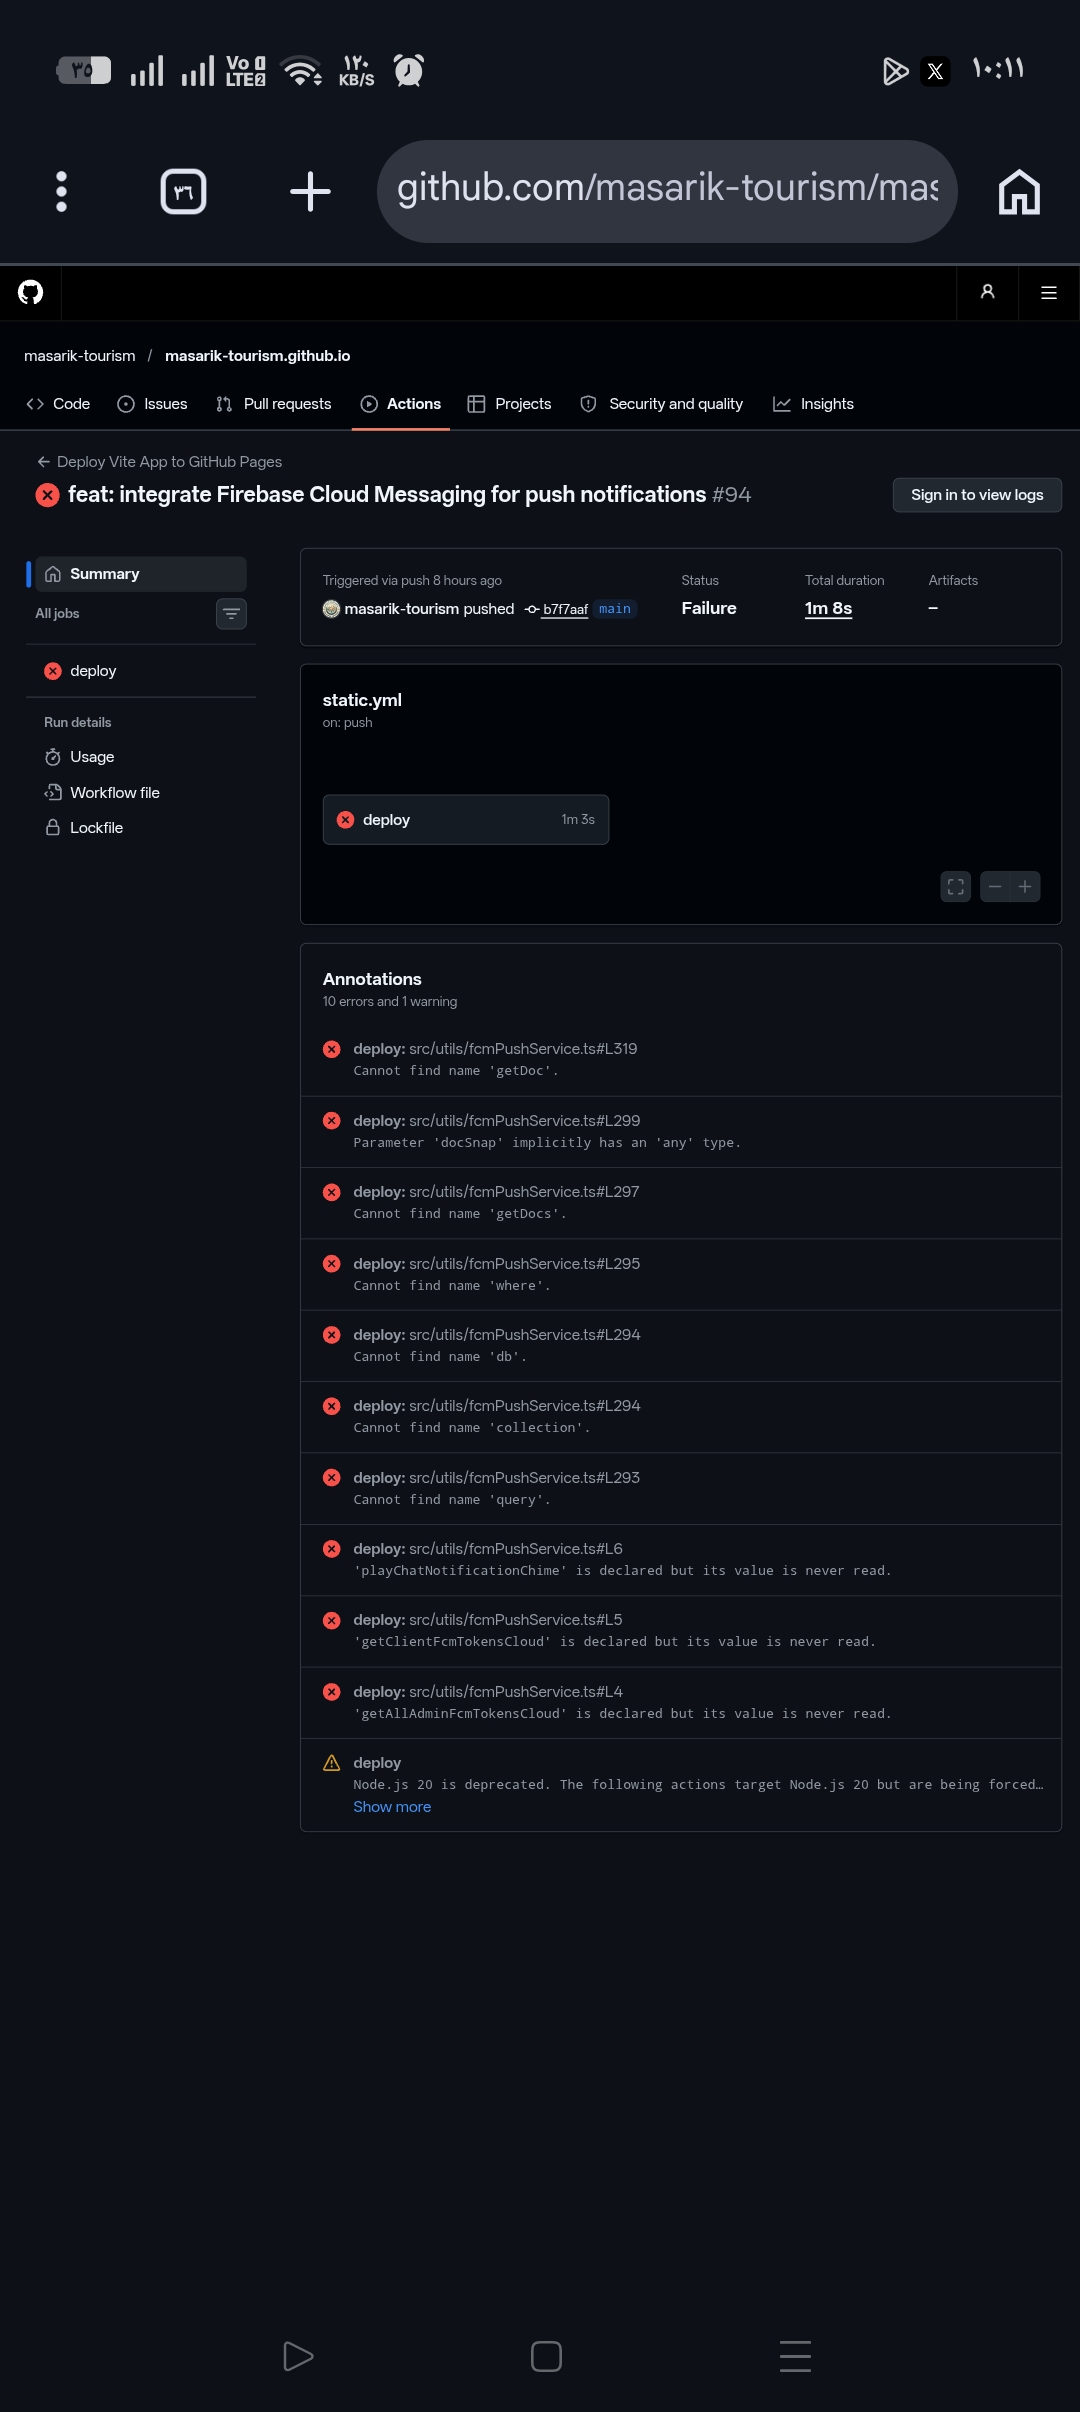 ٣٥
Vo 1
LTE2
١٢٠
KB/S
X
١٠:١١
٣٦
github.com/masarik-tourism/mas
masarik-tourism / masarik-tourism.github.io
Code Issues Pull requests Actions Projects Security and quality Insights
← Deploy Vite App to GitHub Pages
feat: integrate Firebase Cloud Messaging for push notifications #94
Sign in to view logs
Summary
All jobs
deploy
Run details
Usage
Workflow file
Lockfile
Triggered via push 8 hours ago
masarik-tourism pushed b7f7aaf main
Status
Failure
Total duration
1m 8s
Artifacts
–
static.yml
on: push
deploy 1m 3s
Annotations
10 errors and 1 warning
deploy: src/utils/fcmPushService.ts#L319
Cannot find name 'getDoc'.
deploy: src/utils/fcmPushService.ts#L299
Parameter 'docSnap' implicitly has an 'any' type.
deploy: src/utils/fcmPushService.ts#L297
Cannot find name 'getDocs'.
deploy: src/utils/fcmPushService.ts#L295
Cannot find name 'where'.
deploy: src/utils/fcmPushService.ts#L294
Cannot find name 'db'.
deploy: src/utils/fcmPushService.ts#L294
Cannot find name 'collection'.
deploy: src/utils/fcmPushService.ts#L293
Cannot find name 'query'.
deploy: src/utils/fcmPushService.ts#L6
'playChatNotificationChime' is declared but its value is never read.
deploy: src/utils/fcmPushService.ts#L5
'getClientFcmTokensCloud' is declared but its value is never read.
deploy: src/utils/fcmPushService.ts#L4
'getAllAdminFcmTokensCloud' is declared but its value is never read.
deploy
Node.js 20 is deprecated. The following actions target Node.js 20 but are being forced…
Show more